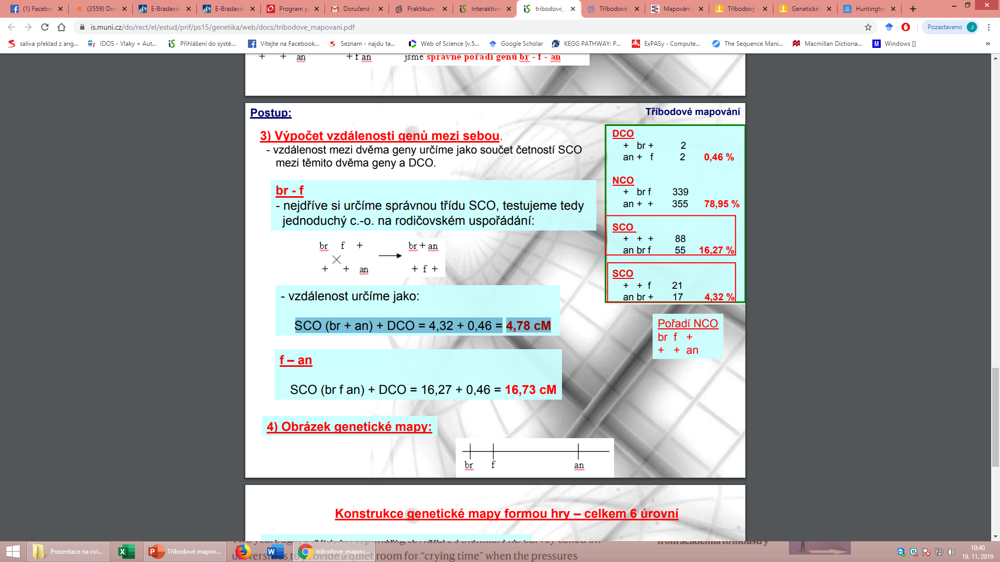 (1) Faceboo
(3559) Doru
E-Bradavice
E-Bradavice
Program p
Doručená p
Praktikum
Interaktivn
tribodove_
Tříbodové
Mapování g
Tříbodový
Genetické
Huntington
is.muni.cz/do/rect/el/estud/prif/ps15/genetika/web/docs/tribodove_mapovani.pdf
Pozastaveno J
saliva překlad z ang...
IDOS - Vlaky + Aut...
Přihlášení do systé...
Vítejte na Facebook...
Seznam - najdu ta...
Web of Science [v.5...
Google Scholar
KEGG PATHWAY: P...
ExPASy - Compute...
The Sequence Mani...
Macmillan Dictiona...
Windows []
»
+ + an + f an jsme správné pořadí genů br - f - an
Postup:
Tříbodové mapování
3) Výpočet vzdálenosti genů mezi sebou.
- vzdálenost mezi dvěma geny určíme jako součet četností SCO
mezi těmito dvěma geny a DCO.
br - f
- nejdříve si určíme správnou třídu SCO, testujeme tedy
jednoduchý c.-o. na rodičovském uspořádání:
br f + br + an
+ + an + f +
- vzdálenost určíme jako:
SCO (br + an) + DCO = 4,32 + 0,46 = 4,78 cM
f – an
SCO (br f an) + DCO = 16,27 + 0,46 = 16,73 cM
4) Obrázek genetické mapy:
br f an
DCO
+ br + 2
an + f 2 0,46 %
NCO
+ br f 339
an + + 355 78,95 %
SCO
+ + + 88
an br f 55 16,27 %
SCO
+ + f 21
an br + 17 4,32 %
Pořadí NCO
br f +
+ + an
Konstrukce genetické mapy formou hry – celkem 6 úrovní
from academia to industry
universities to provide a quiet room for “crying time” when the pressures
Prezentace na cvi...
Tříbodové mapov...
tribodove_mapov...
10:40
19. 11. 2019